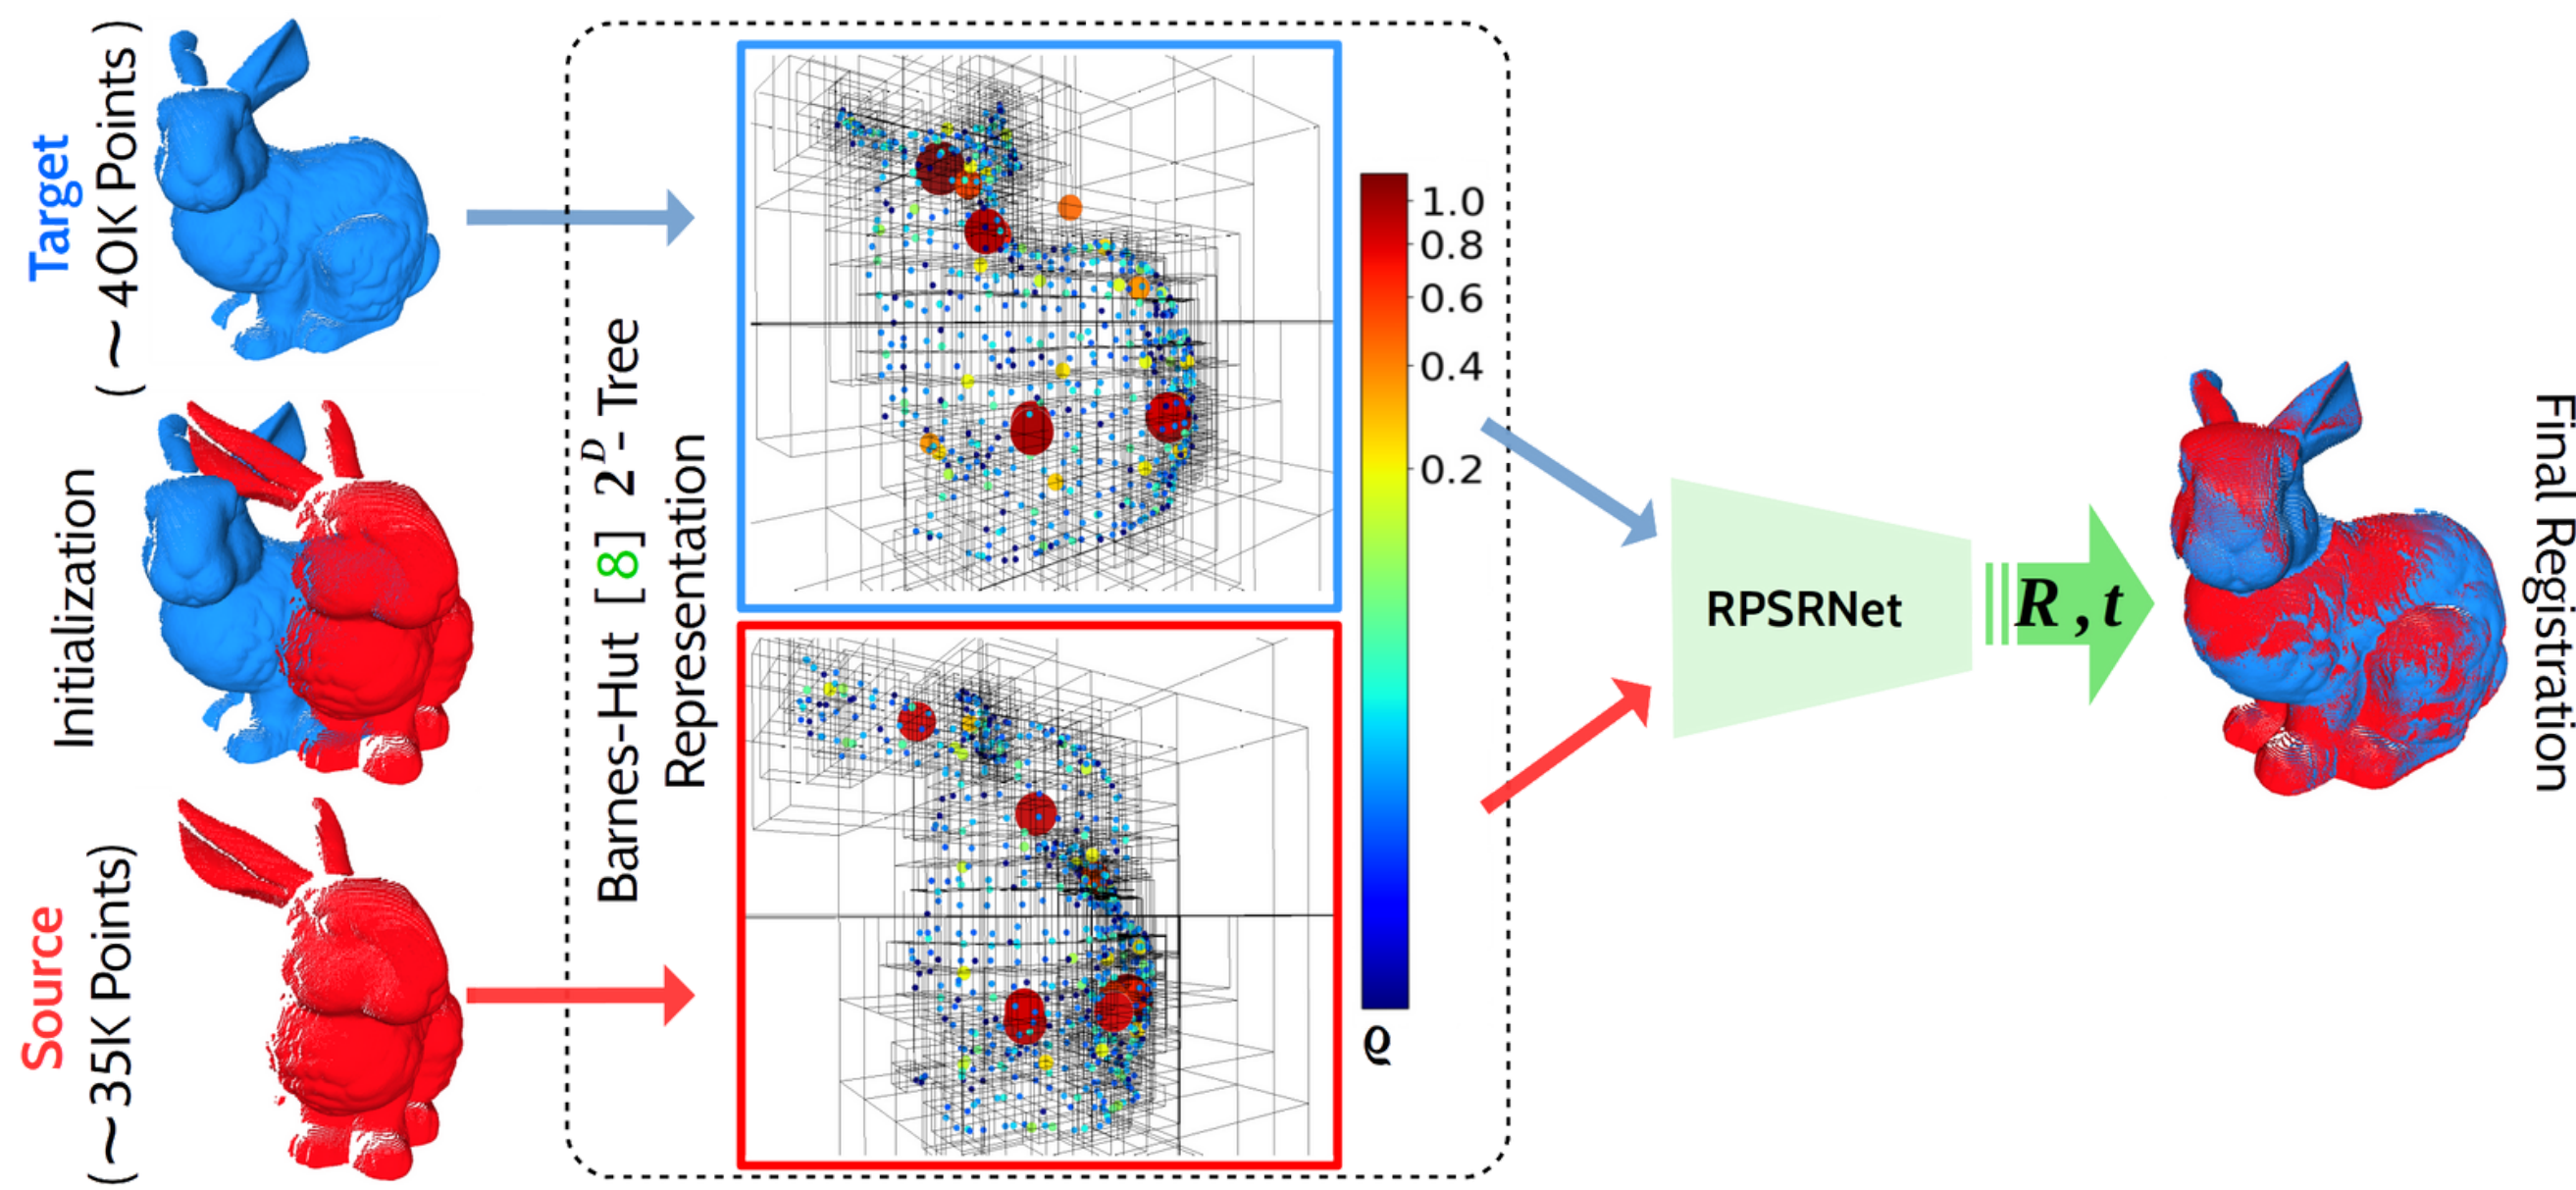 Target
( ~ 40K Points )
Initialization
Source
(~ 35K Points)
Barnes-Hut [8] 2^D- Tree
Representation
1.0
0.8
0.6
0.4
0.2
ϱ
RPSRNet
R , t
Final Registration